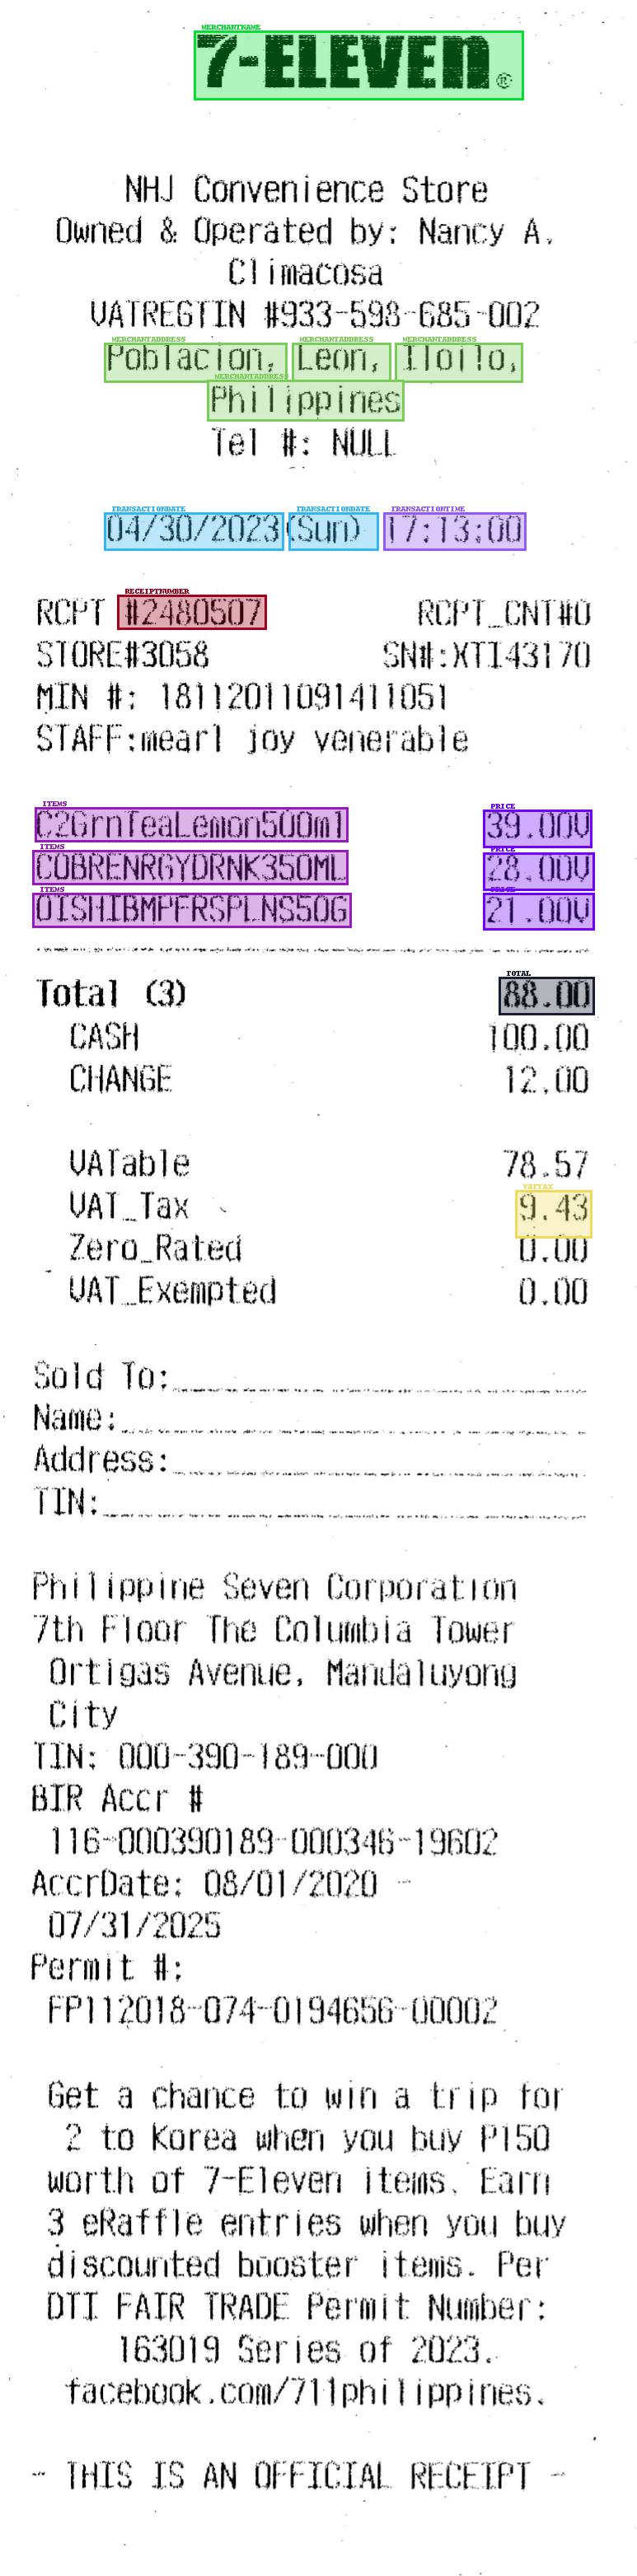 MERCHANTNAME
7-ELEVEn®
NHJ Convenience Store
Owned & Operated by: Nancy A.
Climacosa
VATREGTIN #933-598-685-002
MERCHANTADDRESS MERCHANTADDRESS MERCHANTADDRESS
Poblacion, Leon, Iloilo,
MERCHANTADDRESS
Philippines
Tel #: NULL
TRANSACTIONDATE TRANSACTIONDATE TRANSACTIONTIME
04/30/2023 (Sun) 17:13:00
RECEIPTNUMBER
RCPT #2480507 RCPT_CNT#0
STORE#3058 SN#:XTI43170
MIN #: 18112011091411051
STAFF:mearl joy venerable
ITEMS PRICE
C2GrnTeaLemon500ml 39.00V
ITEMS PRICE
COBRENRGYDRNK350ML 28.00V
ITEMS PRICE
OISHIBMPFRSPLNS50G 21.00V
TOTAL
Total (3) 88.00
CASH 100.00
CHANGE 12.00
VATable 78.57
VATTAX
VAT_Tax 9.43
Zero_Rated 0.00
VAT_Exempted 0.00
Sold To:
Name:
Address:
TIN:
Philippine Seven Corporation
7th Floor The Columbia Tower
Ortigas Avenue, Mandaluyong
City
TIN: 000-390-189-000
BIR Accr #
116-000390189-000346-19602
AccrDate: 08/01/2020 -
07/31/2025
Permit #:
FP112018-074-0194656-00002
Get a chance to win a trip for
2 to Korea when you buy P150
worth of 7-Eleven items. Earn
3 eRaffle entries when you buy
discounted booster items. Per
DTI FAIR TRADE Permit Number:
163019 Series of 2023.
facebook.com/711philippines.
- THIS IS AN OFFICIAL RECEIPT -